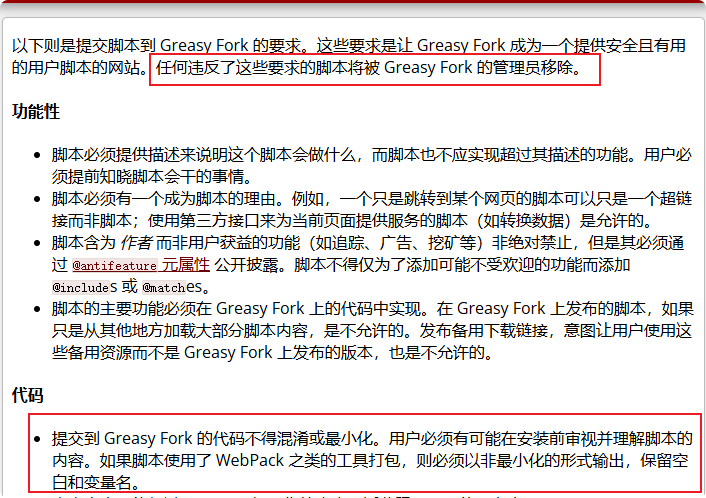 以下则是提交脚本到 Greasy Fork 的要求。这些要求是让 Greasy Fork 成为一个提供安全且有用
的用户脚本的网站。任何违反了这些要求的脚本将被 Greasy Fork 的管理员移除。
功能性
• 脚本必须提供描述来说明这个脚本会做什么，而脚本也不应实现超过其描述的功能。用户必
须提前知晓脚本会干的事情。
• 脚本必须有一个成为脚本的理由。例如，一个只是跳转到某个网页的脚本可以只是一个超链
接而非脚本；使用第三方接口来为当前页面提供服务的脚本（如转换数据）是允许的。
• 脚本含为 作者 而非用户获益的功能（如追踪、广告、挖矿等）非绝对禁止，但是其必须通
过 @antifeature 元属性 公开披露。脚本不得仅为了添加可能不受欢迎的功能而添加
@includes 或 @matches。
• 脚本的主要功能必须在 Greasy Fork 上的代码中实现。在 Greasy Fork 上发布的脚本，如果
只是从其他地方加载大部分脚本内容，是不允许的。发布备用下载链接，意图让用户使用这
些备用资源而不是 Greasy Fork 上发布的版本，也是不允许的。
代码
• 提交到 Greasy Fork 的代码不得混淆或最小化。用户必须有可能在安装前审视并理解脚本的
内容。如果脚本使用了 WebPack 之类的工具打包，则必须以非最小化的形式输出，保留空
白和变量名。